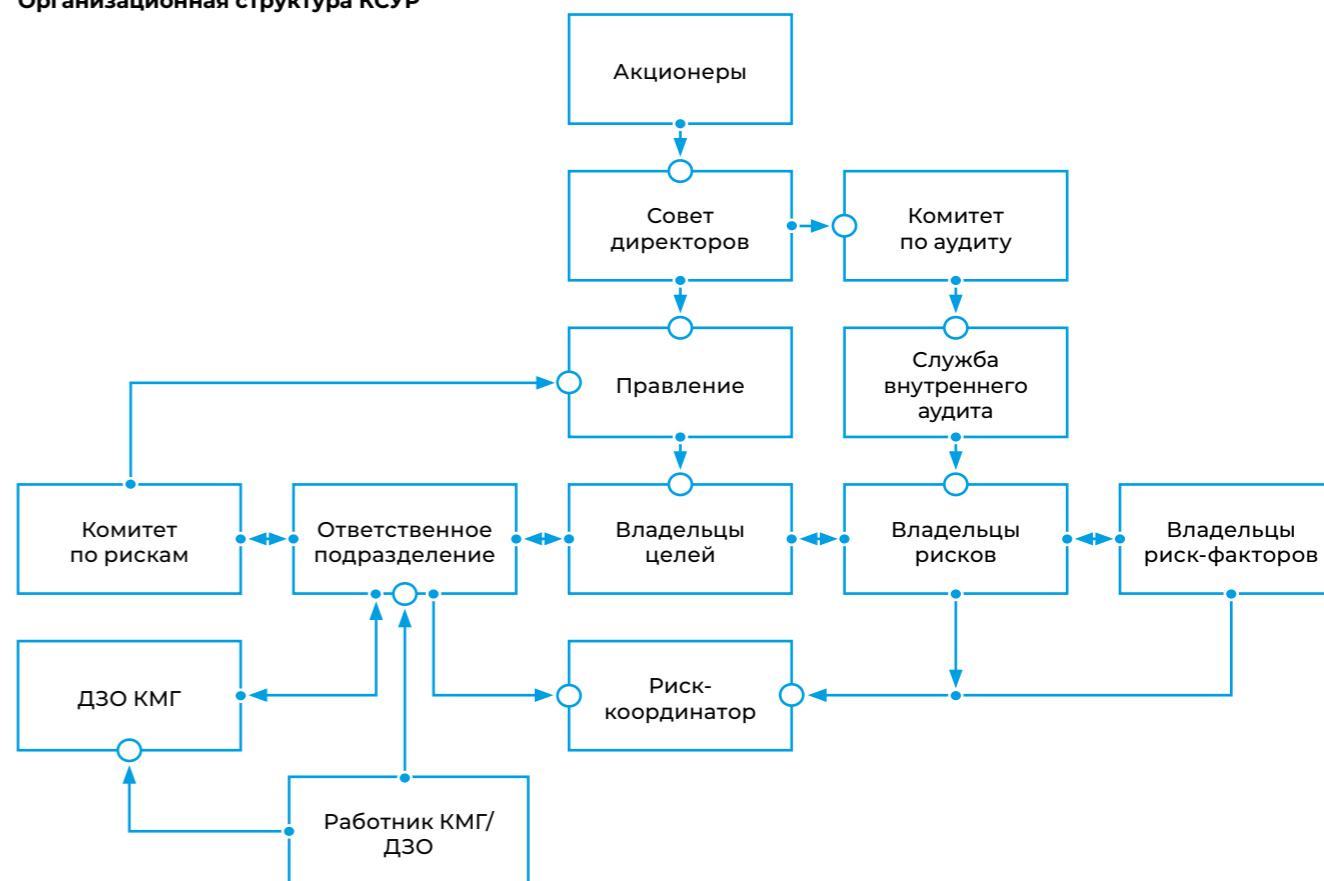 Организационная структура КСУР
Акционеры
Совет
директоров
Комитет
по аудиту
Правление
Служба
внутреннего
аудита
Комитет
по рискам
Ответственное
подразделение
Владельцы
целей
Владельцы
рисков
Владельцы
риск-факторов
ДЗО КМГ
Риск-
координатор
Работник КМГ/
ДЗО